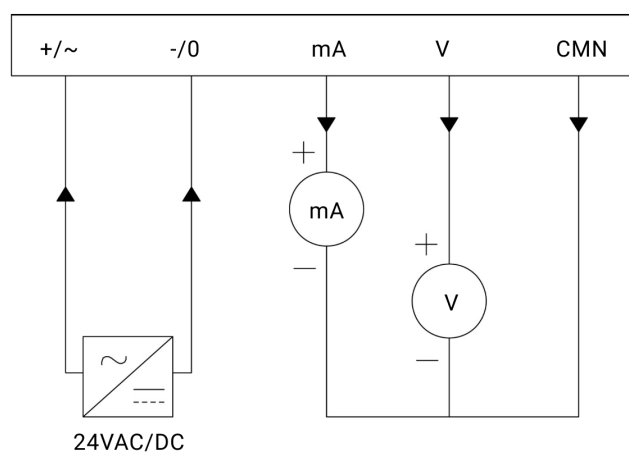 +/~ -/0 mA V CMN
+
mA
—
+
V
—
24VAC/DC